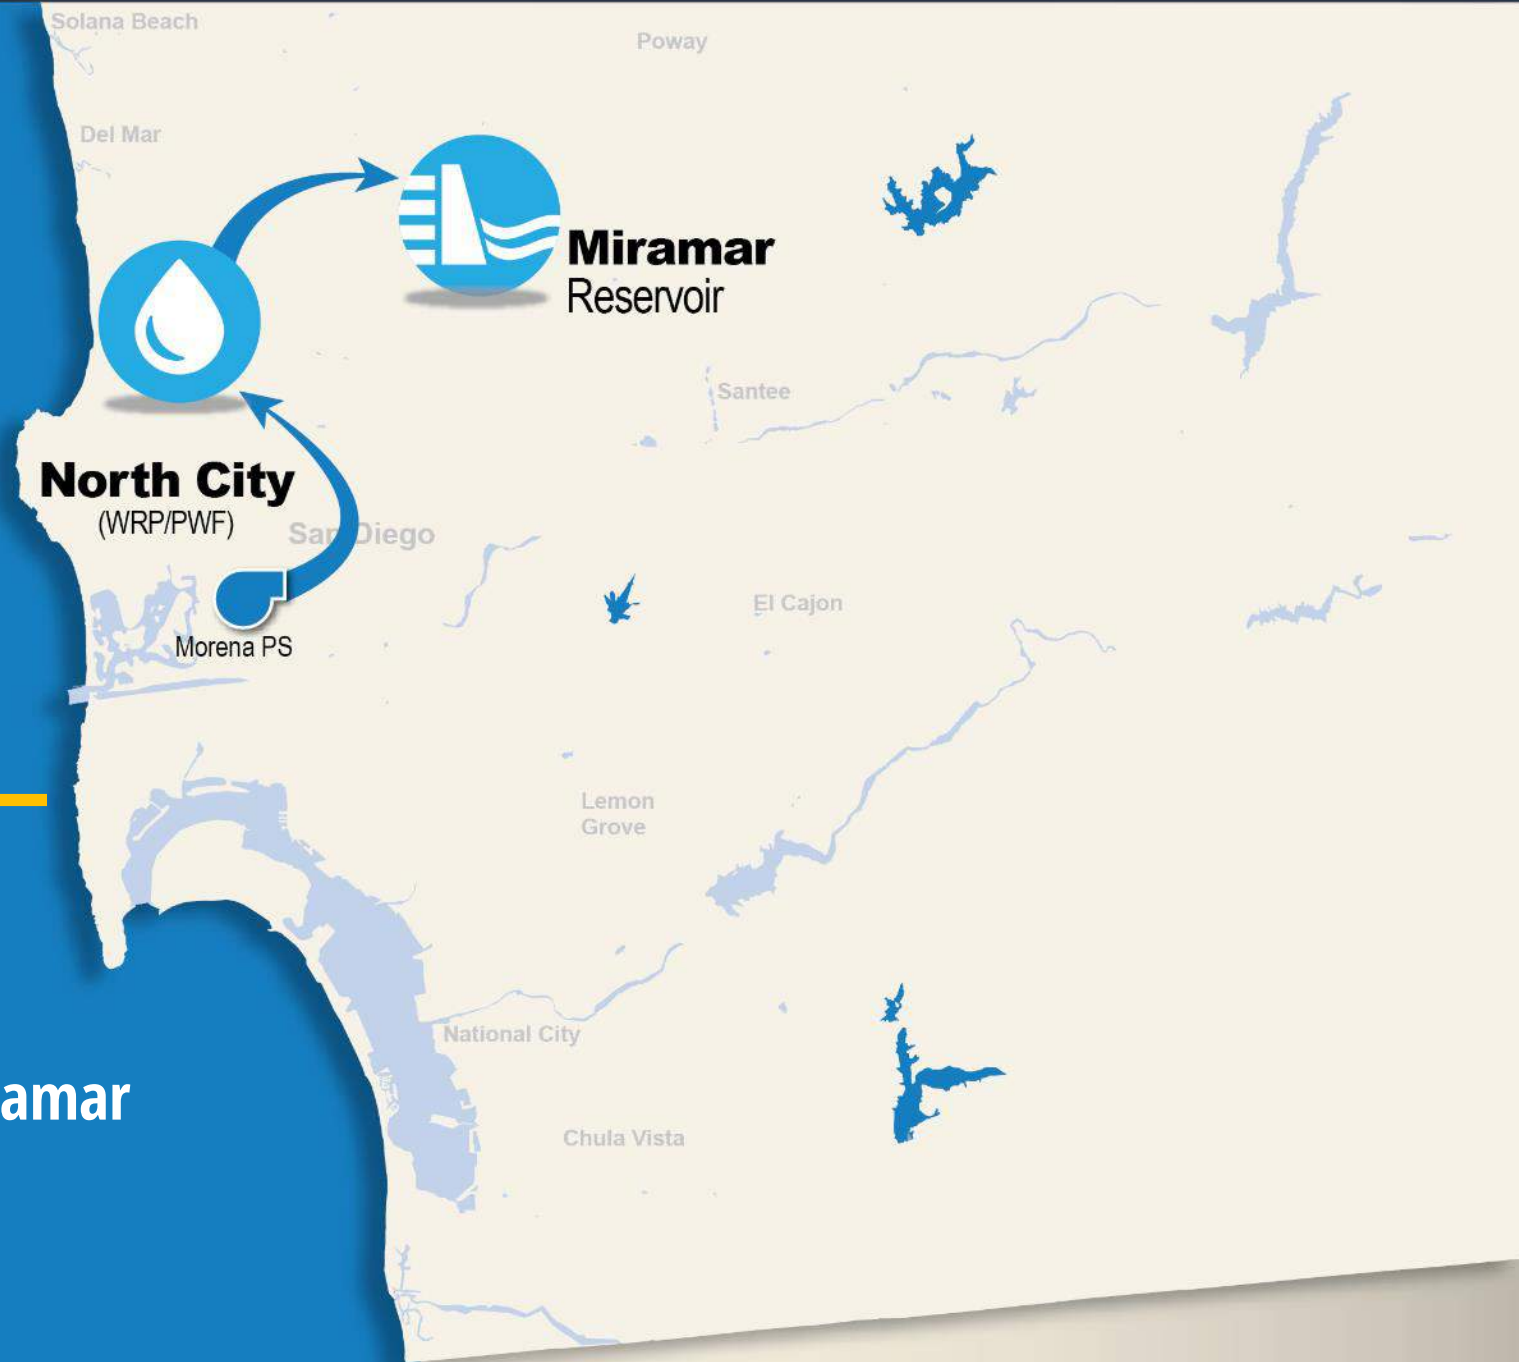 Solana Beach
Poway
Del Mar
Miramar
Reservoir
Santee
North City
(WRP/PWF)
San Diego
El Cajon
Morena PS
Lemon
Grove
National City
amar
Chula Vista